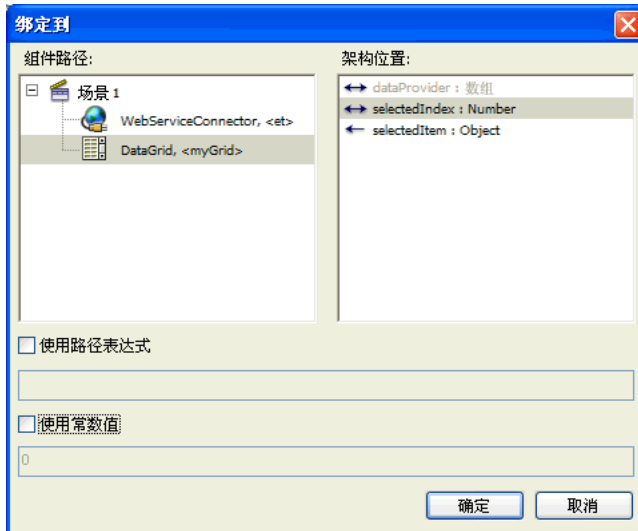 绑定到
组件路径:
架构位置:
场景 1
WebServiceConnector, <et>
DataGrid, <myGrid>
dataProvider : 数组
selectedIndex : Number
selectedItem : Object
使用路径表达式
使用常数值
0
确定
取消